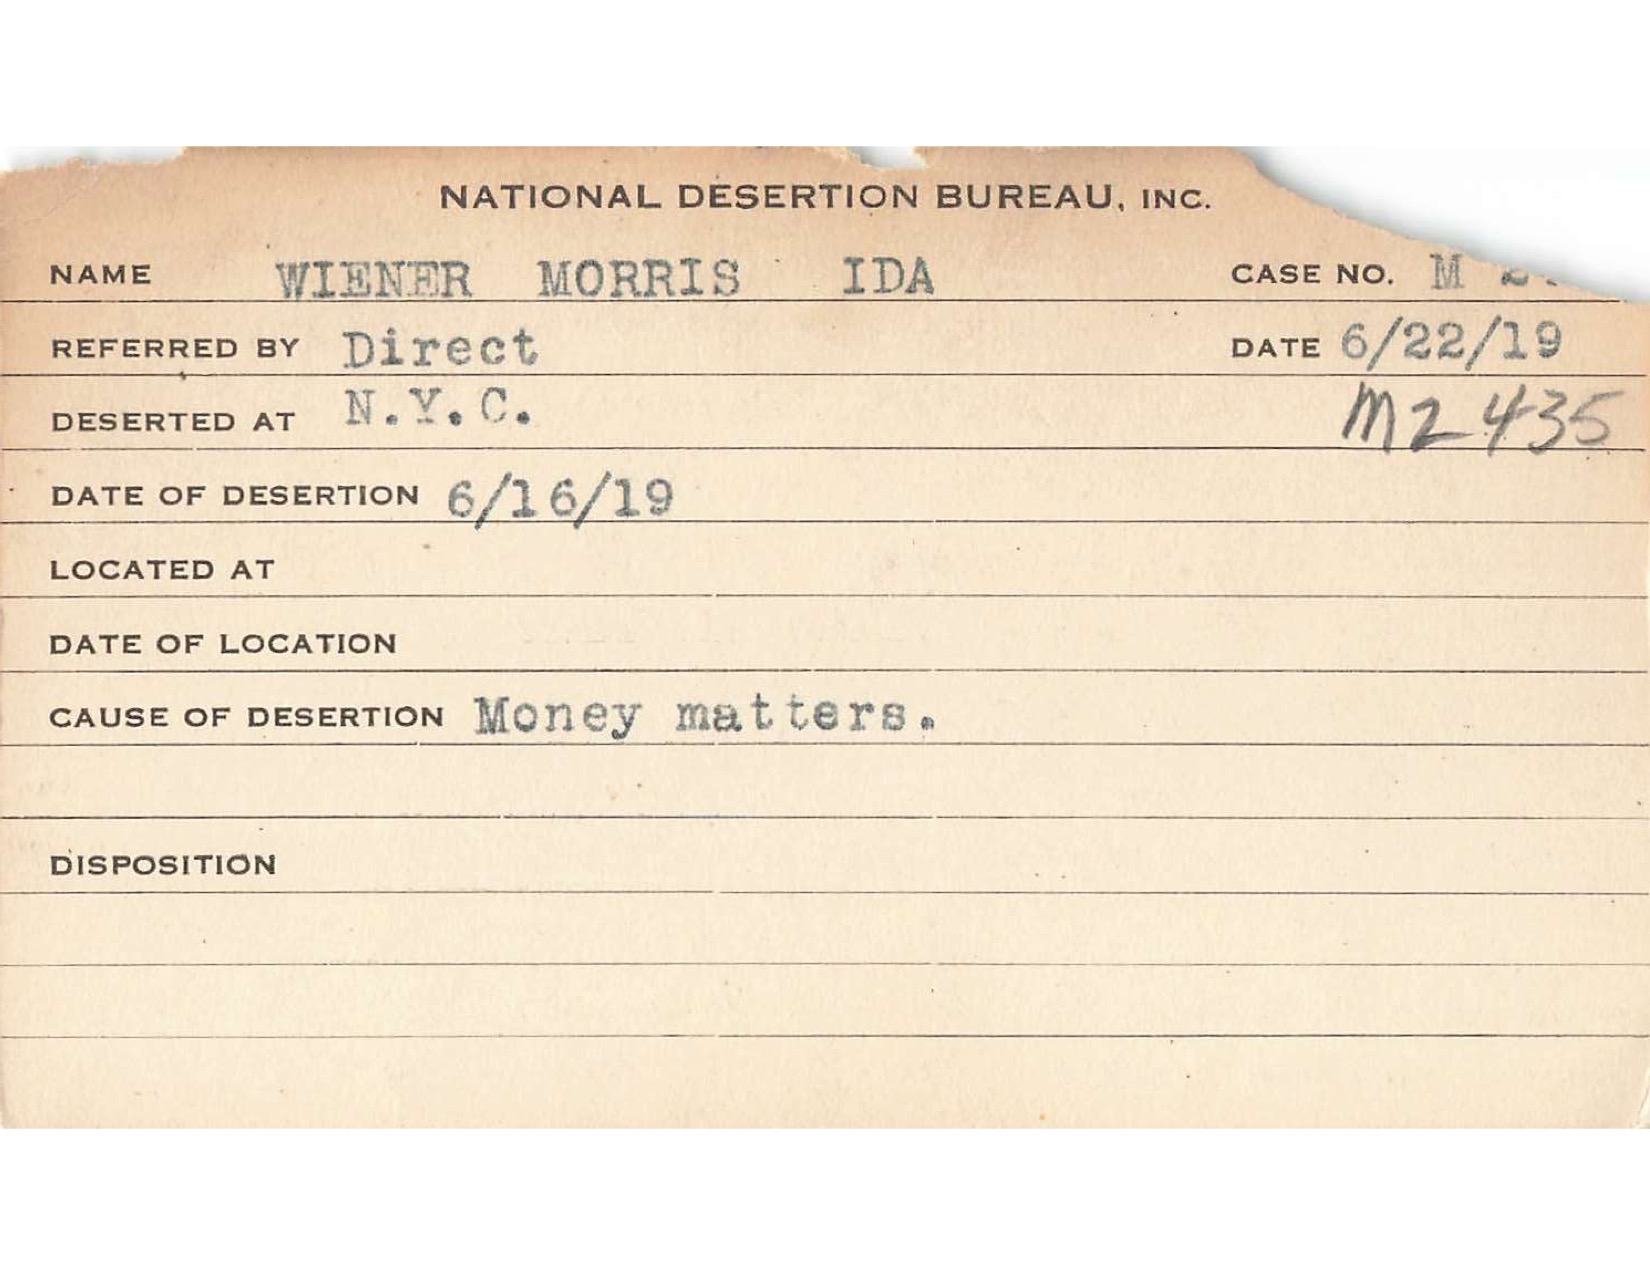 NATIONAL DESERTION BUREAU, INC.
NAME WIENER MORRIS IDA CASE NO. M
REFERRED BY Direct DATE 6/22/19
DESERTED AT N.Y.C. M2435
DATE OF DESERTION 6/16/19
LOCATED AT
DATE OF LOCATION
CAUSE OF DESERTION Money matters.
DISPOSITION